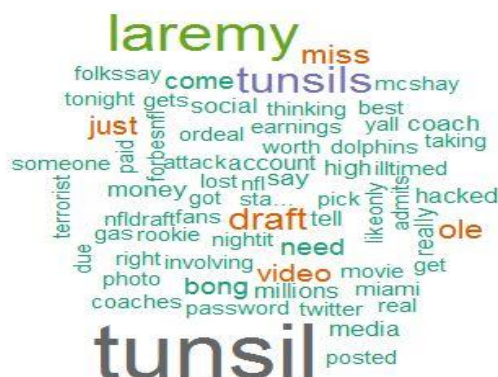 laremy
miss
folkssay come tunsils mcshay
tonight gets social thinking best
just paid forbesnfl ordeal earnings yall coach
worth dolphins taking
someone attack account high illtimed
terrorist money lost nfl say likeonly admits hacked
got sta... pick
nfldraft fans draft tell really ole
due gas rookie nightit need
right involving video movie get
photo bong millions miami
coaches password twitter real
tunsil media
posted